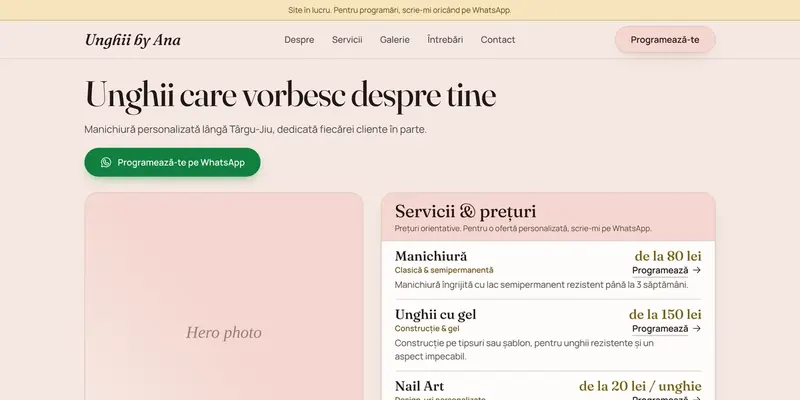 Site în lucru. Pentru programări, scrie-mi oricând pe WhatsApp.
Unghii by Ana
Despre Servicii Galerie Întrebări Contact
Programează-te
Unghii care vorbesc despre tine
Manichiură personalizată lângă Târgu-Jiu, dedicată fiecărei cliente în parte.
Programează-te pe WhatsApp
Hero photo
Servicii & prețuri
Prețuri orientative. Pentru o ofertă personalizată, scrie-mi pe WhatsApp.
Manichiură de la 80 lei
Clasică & semipermanentă Programează →
Manichiură îngrijită cu lac semipermanent rezistent până la 3 săptămâni.
Unghii cu gel de la 150 lei
Construcție & gel Programează →
Construcție pe tipsuri sau șablon, pentru unghii rezistente și un
aspect impecabil.
Nail Art de la 20 lei / unghie
Design-uri personalizate Programează →